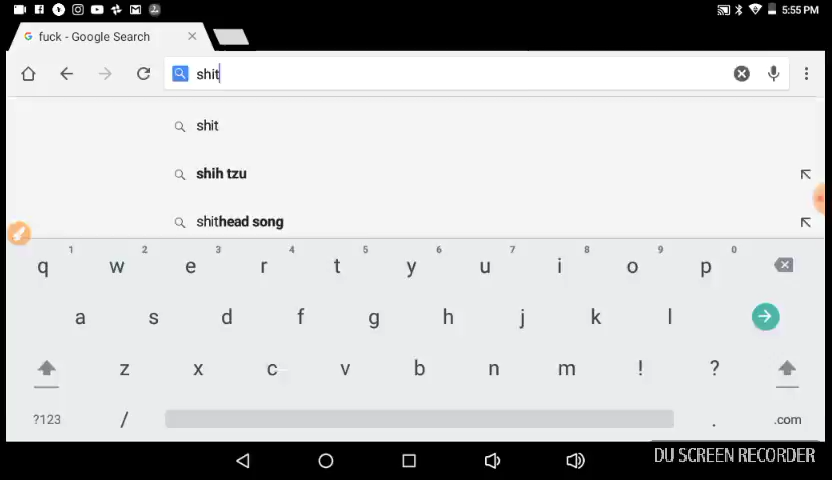 5:55 PM
fuck - Google Search
shit
shit
shih tzu
shithead song
1 2 3 4 5 6 7 8 9 0
q w e r t y u i o p
a s d f g h j k l
z x c v b n m ! ?
?123 / . .com
DU SCREEN RECORDER